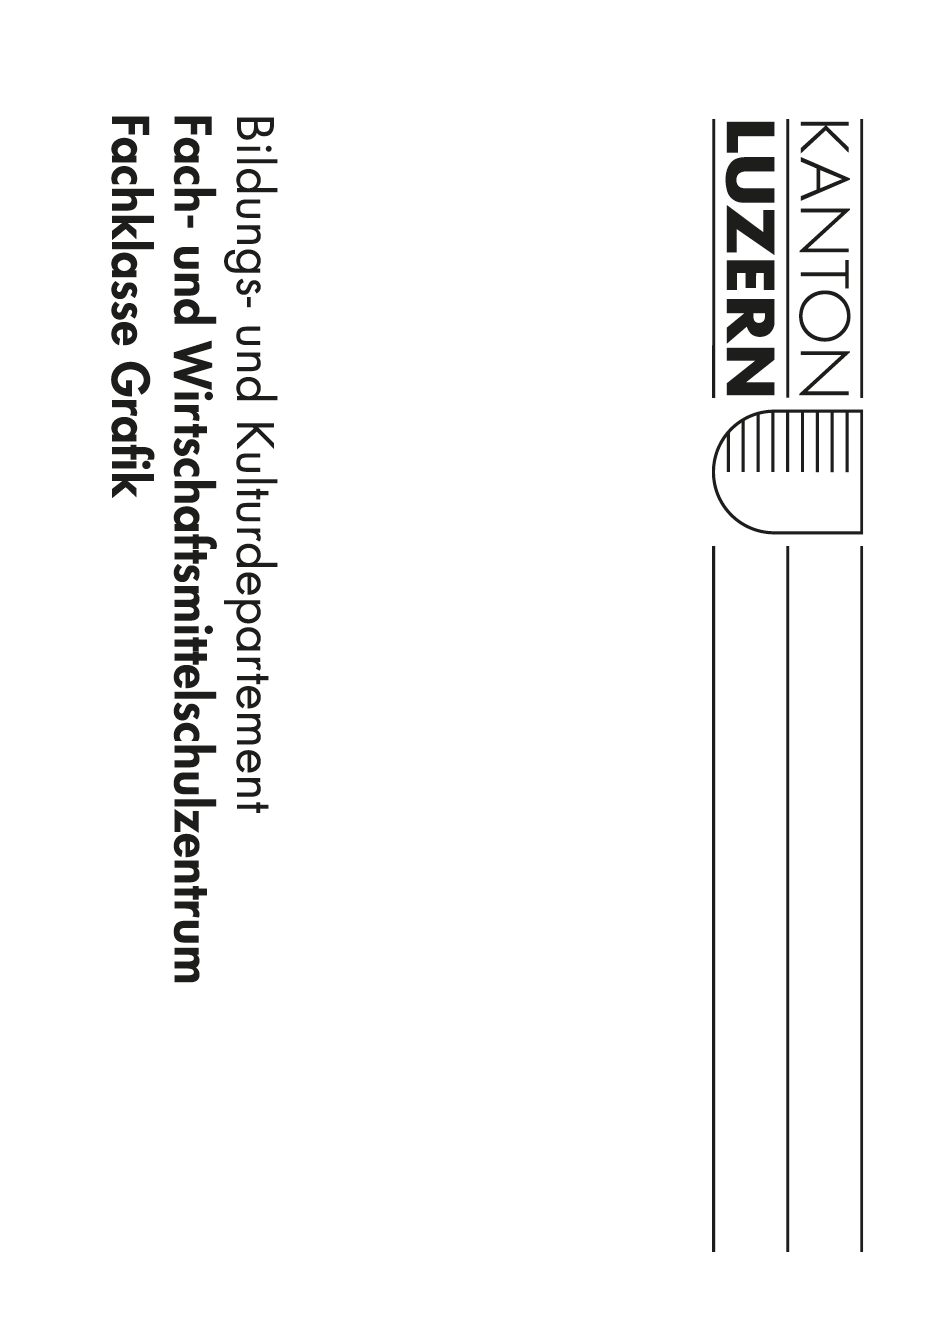 KANTON
LUZERN
Bildungs- und Kulturdepartement
Fach- und Wirtschaftsmittelschulzentrum
Fachklasse Grafik